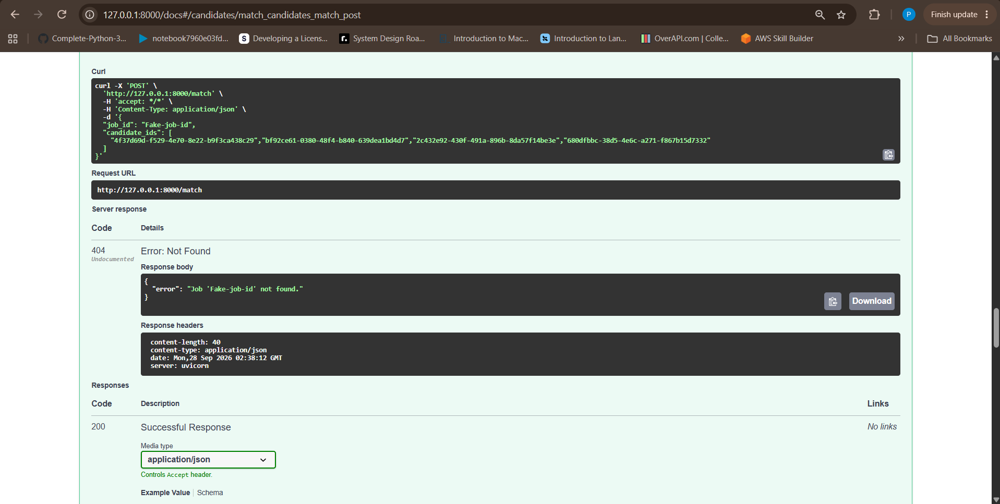 127.0.0.1:8000/docs#/candidates/match_candidates_match_post
P
Finish update
Complete-Python-3...
notebook7960e03fd...
S
Developing a Licens...
r.
System Design Roa...
Introduction to Mac...
Introduction to Lan...
OverAPI.com | Colle...
AWS Skill Builder
»
All Bookmarks
Curl
curl -X 'POST' \
'http://127.0.0.1:8000/match' \
-H 'accept: */*' \
-H 'Content-Type: application/json' \
-d '{
"job_id": "Fake-job-id",
"candidate_ids": [
"4f37d69d-f529-4e70-8e22-b9f3ca438c29","bf92ce61-0380-48f4-b840-639dea1bd4d7","2c432e92-430f-491a-896b-8da57f14be3e","680dfbbc-38d5-4e6c-a271-f867b15d7332"
]
}'
Request URL
http://127.0.0.1:8000/match
Server response
Code Details
404 Error: Not Found
Undocumented
Response body
{
"error": "Job 'Fake-job-id' not found."
}
Download
Response headers
content-length: 40
content-type: application/json
date: Mon,28 Sep 2026 02:38:12 GMT
server: uvicorn
Responses
Code Description Links
200 Successful Response No links
Media type
application/json
Controls Accept header.
Example Value | Schema